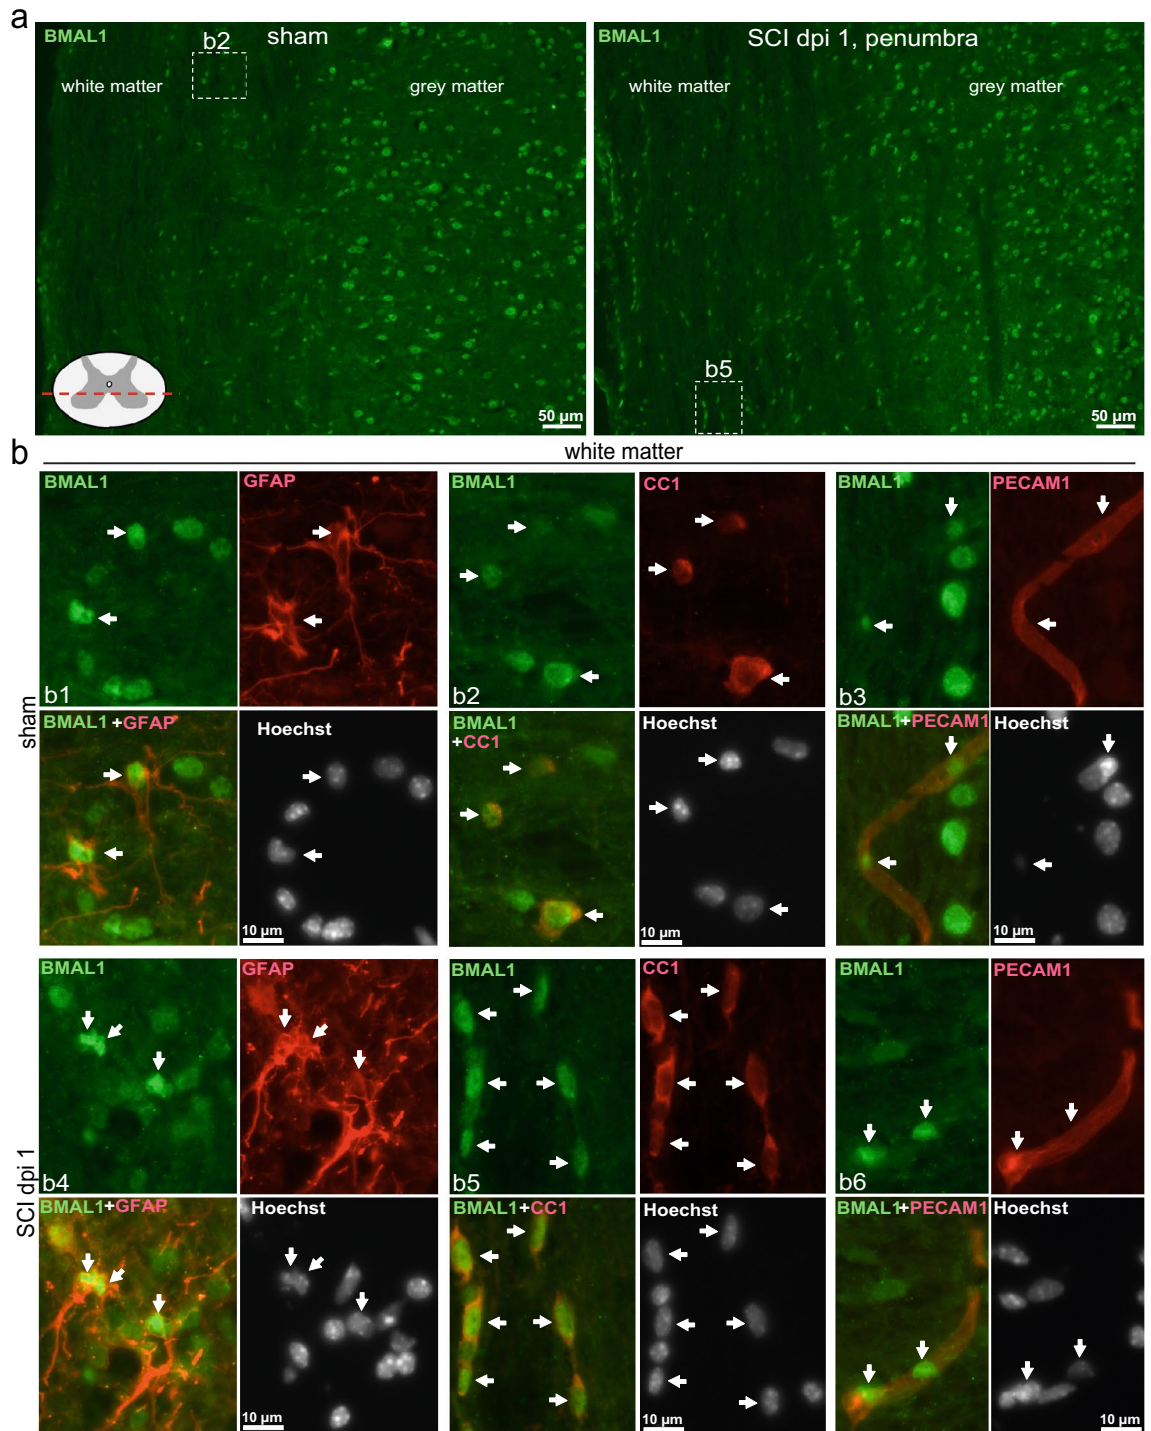 a
BMAL1
b2
sham
white matter
grey matter
50 µm
BMAL1
SCI dpi 1, penumbra
white matter
grey matter
b5
50 µm
b
white matter
sham
BMAL1
GFAP
b1
BMAL1 +GFAP
Hoechst
10 µm
BMAL1
CC1
b2
BMAL1
+CC1
Hoechst
10 µm
BMAL1
PECAM1
b3
BMAL1+PECAM1
Hoechst
10 µm
SCI dpi 1
BMAL1
GFAP
b4
BMAL1+GFAP
Hoechst
10 µm
BMAL1
CC1
b5
BMAL1+CC1
Hoechst
10 µm
BMAL1
PECAM1
b6
BMAL1+PECAM1
Hoechst
10 µm